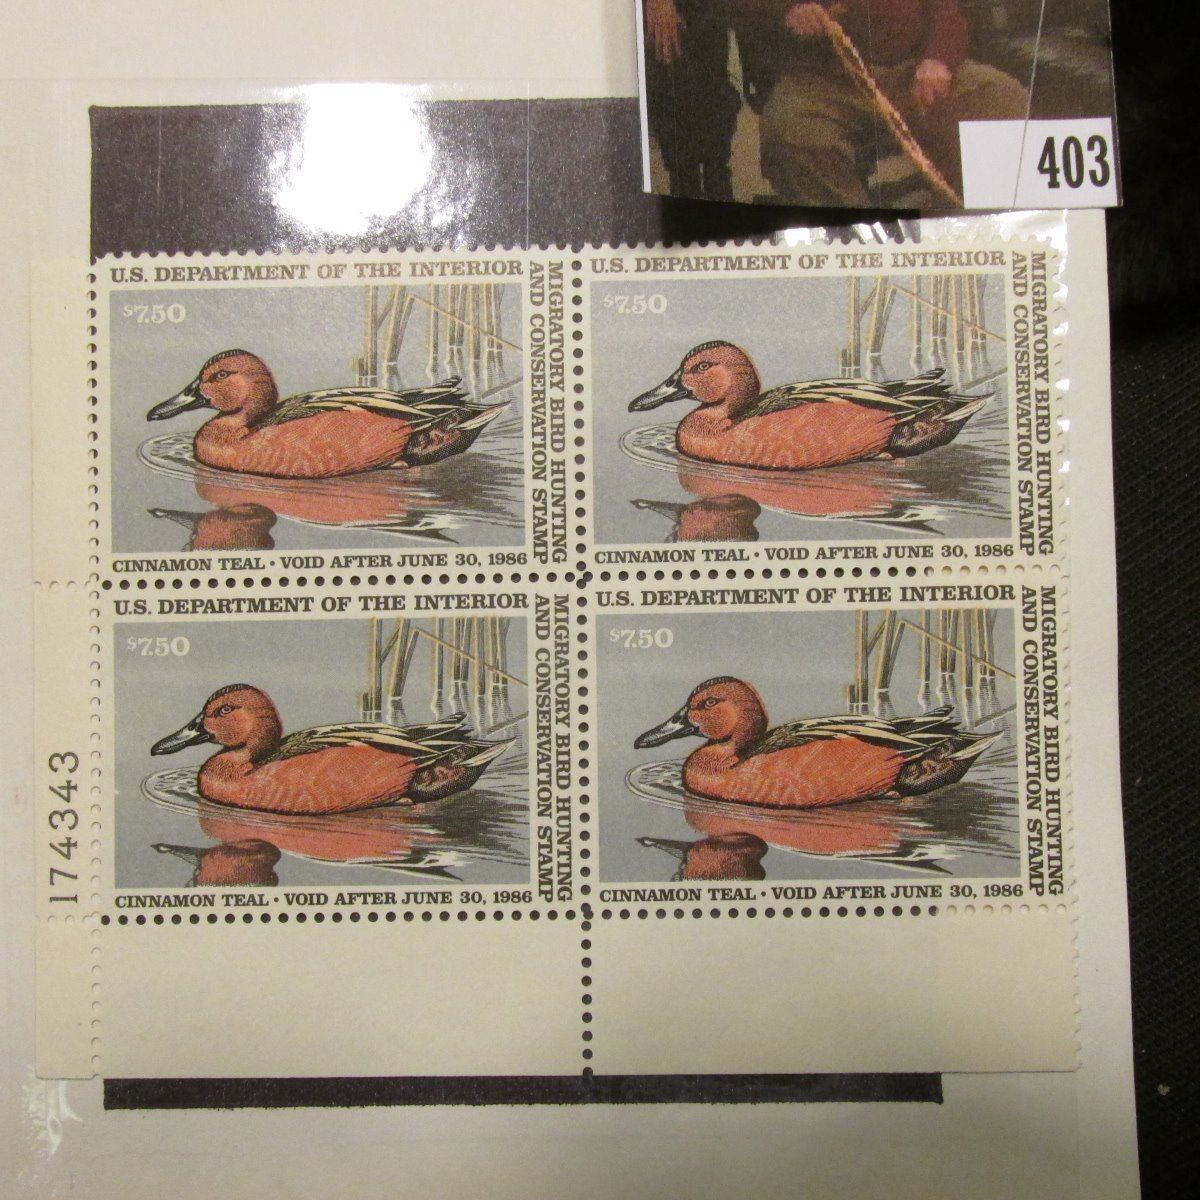 403
U.S. DEPARTMENT OF THE INTERIOR
MIGRATORY BIRD HUNTING
AND CONSERVATION STAMP
$7.50
CINNAMON TEAL · VOID AFTER JUNE 30, 1986
U.S. DEPARTMENT OF THE INTERIOR
MIGRATORY BIRD HUNTING
AND CONSERVATION STAMP
$7.50
CINNAMON TEAL · VOID AFTER JUNE 30, 1986
U.S. DEPARTMENT OF THE INTERIOR
MIGRATORY BIRD HUNTING
AND CONSERVATION STAMP
$7.50
CINNAMON TEAL · VOID AFTER JUNE 30, 1986
U.S. DEPARTMENT OF THE INTERIOR
MIGRATORY BIRD HUNTING
AND CONSERVATION STAMP
$7.50
CINNAMON TEAL · VOID AFTER JUNE 30, 1986
174343